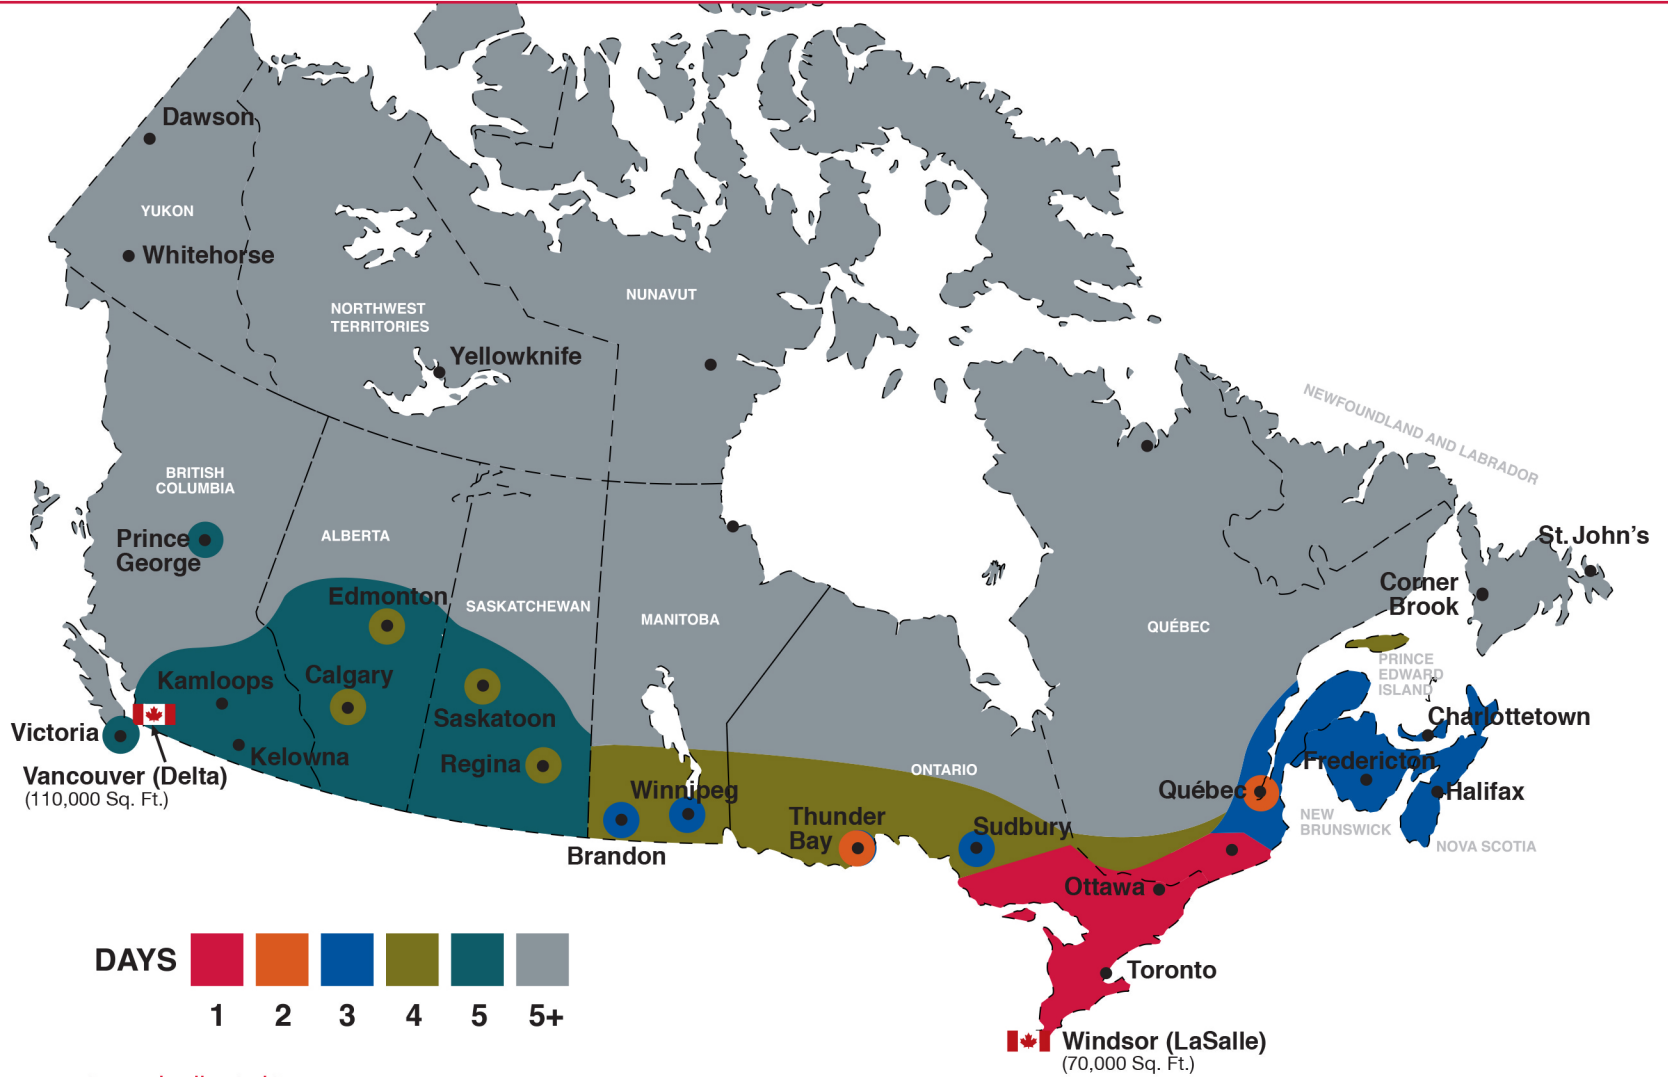 Dawson
YUKON
Whitehorse
NORTHWEST
TERRITORIES
NUNAVUT
Yellowknife
NEWFOUNDLAND AND LABRADOR
BRITISH
COLUMBIA
Prince
George
ALBERTA
St. John's
Corner
Brook
Edmonton
SASKATCHEWAN
MANITOBA
QUÉBEC
PRINCE
EDWARD
ISLAND
Kamloops
Calgary
Saskatoon
Charlottetown
Victoria
Kelowna
Regina
ONTARIO
Fredericton
Vancouver (Delta)
(110,000 Sq. Ft.)
Winnipeg
Québec
Halifax
Thunder
Bay
Sudbury
NEW
BRUNSWICK
NOVA SCOTIA
Brandon
Ottawa
DAYS
1 2 3 4 5 5+
Toronto
Windsor (LaSalle)
(70,000 Sq. Ft.)